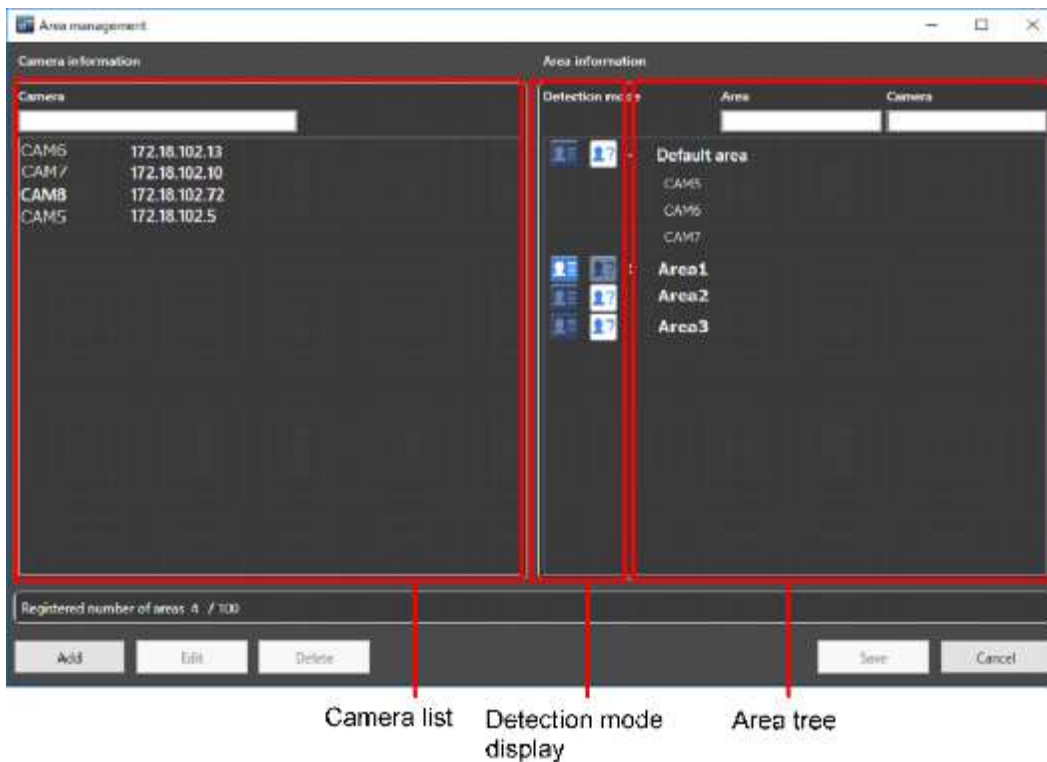 Area management
Camera information
Area information
Camera
Detection mode
Area
Camera
CAM6 172.18.102.13
CAM7 172.18.102.10
CAM8 172.18.102.72
CAM5 172.18.102.5
- Default area
CAM5
CAM6
CAM7
Area1
Area2
Area3
Registered number of areas 4 / 100
Add
Edit
Delete
Save
Cancel
Camera list
Detection mode
display
Area tree